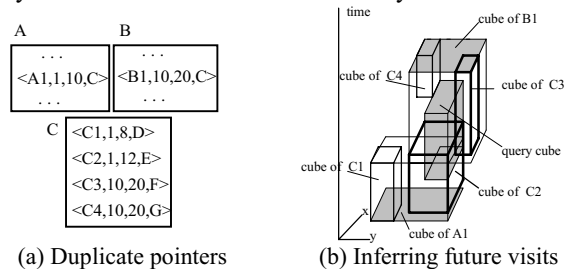 A
B
. . .
<A1,1,10,C>
. . .
. . .
<B1,10,20,C>
. . .
C
<C1,1,8,D>
<C2,1,12,E>
<C3,10,20,F>
<C4,10,20,G>
(a) Duplicate pointers
time
cube of B1
cube of C4
cube of C3
query cube
cube of C1
cube of C2
x
y
cube of A1
(b) Inferring future visits